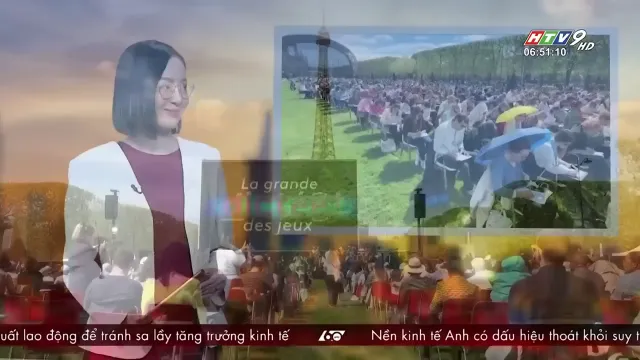 HTV9 HD
06:51:10
La grande
des jeux
uất lao động để tránh sa lầy tăng trưởng kinh tế
60
Nền kinh tế Anh có dấu hiệu thoát khỏi suy t